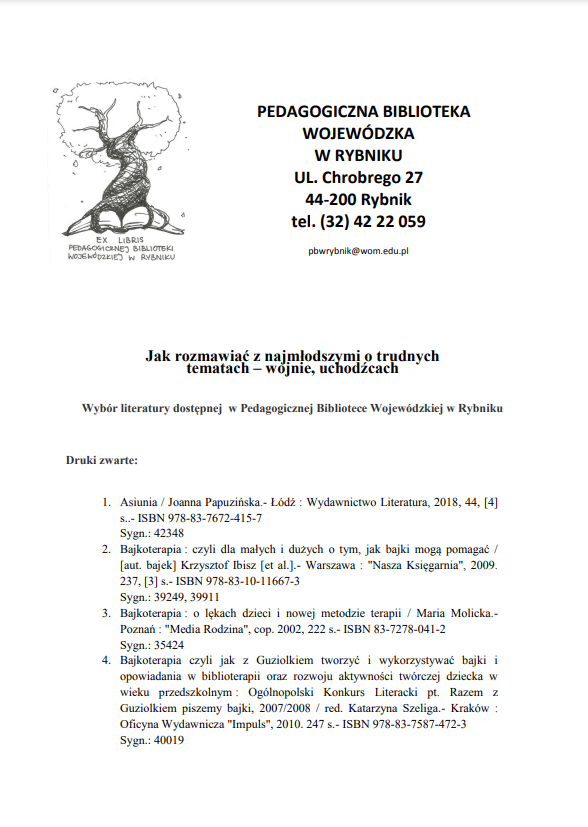 EX LIBRIS
PEDAGOGICZNEJ BIBLIOTEKI
WOJEWÓDZKIEJ W RYBNIKU
PEDAGOGICZNA BIBLIOTEKA
WOJEWÓDZKA
W RYBNIKU
UL. Chrobrego 27
44-200 Rybnik
tel. (32) 42 22 059
pbwrybnik@wom.edu.pl
Jak rozmawiać z najmłodszymi o trudnych
tematach – wojnie, uchodźcach
Wybór literatury dostępnej w Pedagogicznej Bibliotece Wojewódzkiej w Rybniku
Druki zwarte:
1. Asiunia / Joanna Papuzińska.- Łódź : Wydawnictwo Literatura, 2018, 44, [4]
s..- ISBN 978-83-7672-415-7
Sygn.: 42348
2. Bajkoterapia : czyli dla małych i dużych o tym, jak bajki mogą pomagać /
[aut. bajek] Krzysztof Ibisz [et al.].- Warszawa : "Nasza Księgarnia", 2009.
237, [3] s.- ISBN 978-83-10-11667-3
Sygn.: 39249, 39911
3. Bajkoterapia : o lękach dzieci i nowej metodzie terapii / Maria Molicka.-
Poznań : "Media Rodzina", cop. 2002, 222 s.- ISBN 83-7278-041-2
Sygn.: 35424
4. Bajkoterapia czyli jak z Guziolkiem tworzyć i wykorzystywać bajki i
opowiadania w biblioterapii oraz rozwoju aktywności twórczej dziecka w
wieku przedszkolnym : Ogólnopolski Konkurs Literacki pt. Razem z
Guziolkiem piszemy bajki, 2007/2008 / red. Katarzyna Szeliga.- Kraków :
Oficyna Wydawnicza "Impuls", 2010. 247 s.- ISBN 978-83-7587-472-3
Sygn.: 40019